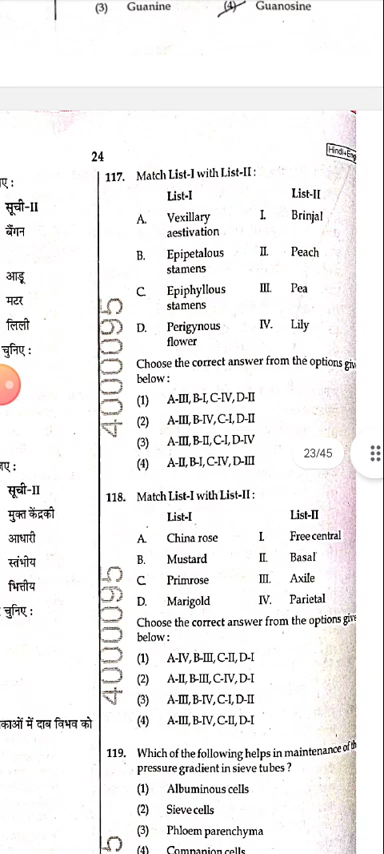 (3) Guanine (4) Guanosine
24
117. Match List-I with List-II :
List-I List-II
A. Vexillary aestivation I. Brinjal
B. Epipetalous stamens II. Peach
C. Epiphyllous stamens III. Pea
D. Perigynous flower IV. Lily
Choose the correct answer from the options
below :
(1) A-III, B-I, C-IV, D-II
(2) A-III, B-IV, C-I, D-II
(3) A-III, B-II, C-I, D-IV
(4) A-II, B-I, C-IV, D-III
23/45
118. Match List-I with List-II :
List-I List-II
A. China rose I. Free central
B. Mustard II. Basal
C. Primrose III. Axile
D. Marigold IV. Parietal
Choose the correct answer from the options
below :
(1) A-IV, B-III, C-II, D-I
(2) A-II, B-III, C-IV, D-I
(3) A-III, B-IV, C-I, D-II
(4) A-III, B-IV, C-II, D-I
119. Which of the following helps in maintenance of
pressure gradient in sieve tubes ?
(1) Albuminous cells
(2) Sieve cells
(3) Phloem parenchyma
(4) Companion cells
सूची-II
बैंगन
आडू
मटर
लिली
चुनिए :
सूची-II
मुक्त केंद्रकी
आधारी
स्तंभीय
भित्तीय
चुनिए :
में दाब विभव को
4000095
4000095